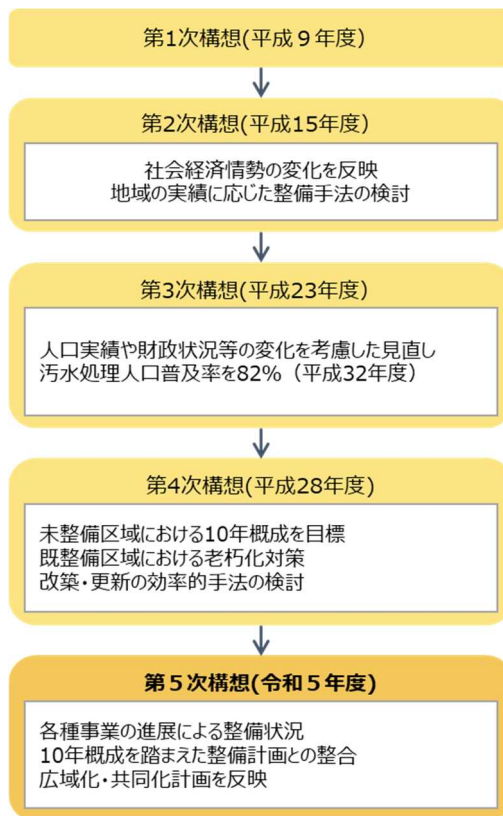 第1次構想(平成９年度)
第2次構想(平成15年度)
社会経済情勢の変化を反映
地域の実績に応じた整備手法の検討
第3次構想(平成23年度)
人口実績や財政状況等の変化を考慮した見直し
汚水処理人口普及率を82%（平成32年度）
第4次構想(平成28年度)
未整備区域における10年概成を目標
既整備区域における老朽化対策
改築・更新の効率的手法の検討
第５次構想(令和５年度)
各種事業の進展による整備状況
10年概成を踏まえた整備計画との整合
広域化・共同化計画を反映